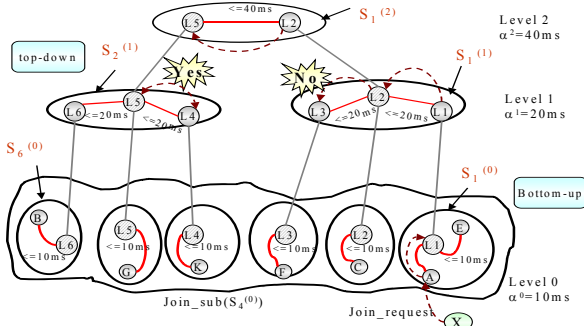 <=40ms
L5
L2
S₁⁽²⁾
Level 2
α²=40ms
top-down
S₂⁽¹⁾
Yes
No
S₁⁽¹⁾
L6
L5
L4
<=20ms
<=20ms
L3
L2
L1
<=20ms
<=20ms
Level 1
α¹=20ms
S₆⁽⁰⁾
S₁⁽⁰⁾
Bottom-up
B
L6
<=10ms
L5
<=10ms
G
L4
<=10ms
K
L3
<=10ms
F
L2
<=10ms
C
L1
E
<=10ms
A
Level 0
α⁰=10ms
Join_sub(S₄⁽⁰⁾)
Join_request
X